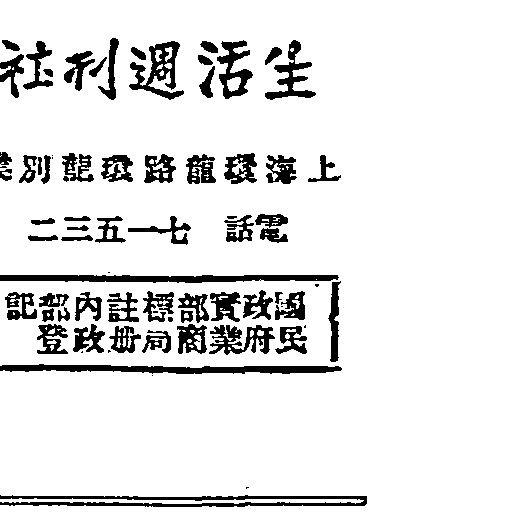 生活週刊社
上海環龍路環龍別業
電話 七一五三二
國政實部標註內部記
民府業商局冊政登